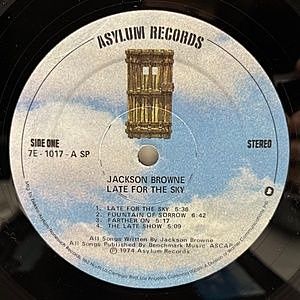 ASYLUM RECORDS
SIDE ONE
7E - 1017 - A SP
STEREO
JACKSON BROWNE
LATE FOR THE SKY
1. LATE FOR THE SKY 5:36
2. FOUNTAIN OF SORROW 6:42
3. FARTHER ON 5:17
4. THE LATE SHOW 5:09
All Songs Written By Jackson Browne
All Songs Published By Benchmark Music ASCAP
℗ 1974 Asylum Records